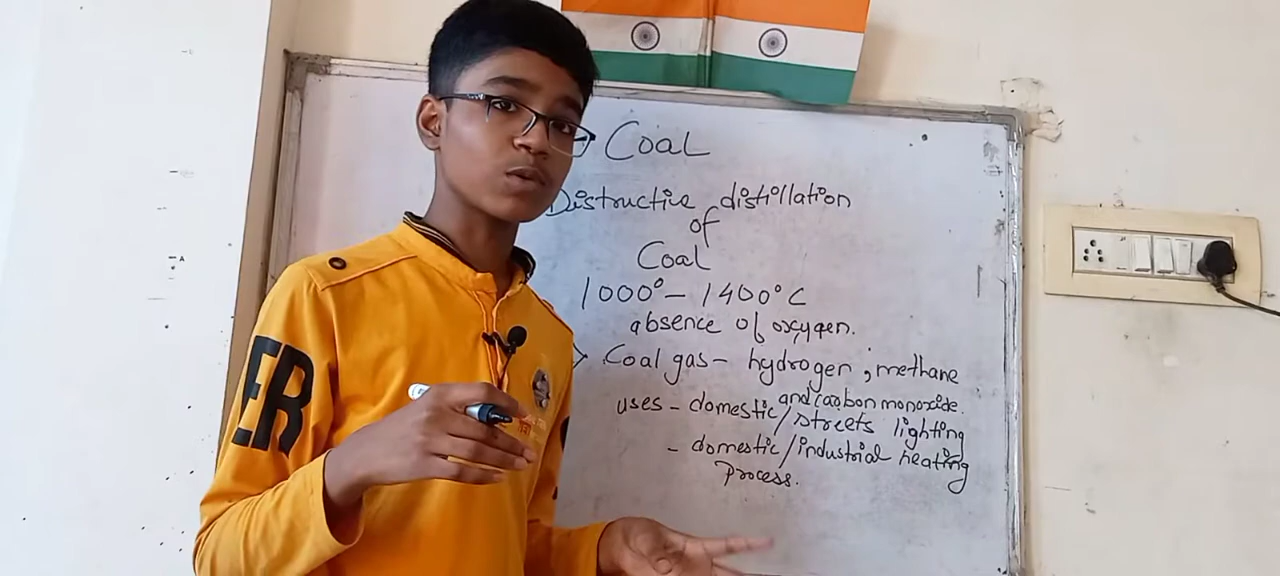 Coal
Distructive distillation
of
Coal
1000° - 1400°C
absence of oxygen.
Coal gas - hydrogen, methane
and carbon monoxide.
uses - domestic/streets lighting
- domestic/industrial heating
Process.
ER